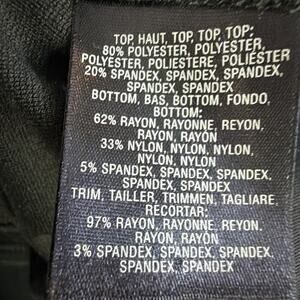 TOP, HAUT, TOP, TOP, TOP:
80% POLYESTER, POLYESTER,
POLYESTER, POLIESTERE, POLIESTER
20% SPANDEX, SPANDEX, SPANDEX,
SPANDEX, SPANDEX
BOTTOM, BAS, BOTTOM, FONDO,
BOTTOM:
62% RAYON, RAYONNE, REYON,
RAYON, RAYON
33% NYLON, NYLON, NYLON,
NYLON, NYLON
5% SPANDEX, SPANDEX, SPANDEX,
SPANDEX, SPANDEX
TRIM, TAILLER, TRIMMEN, TAGLIARE,
RECORTAR:
97% RAYON, RAYONNE, REYON,
RAYON, RAYON
3% SPANDEX, SPANDEX, SPANDEX,
SPANDEX, SPANDEX